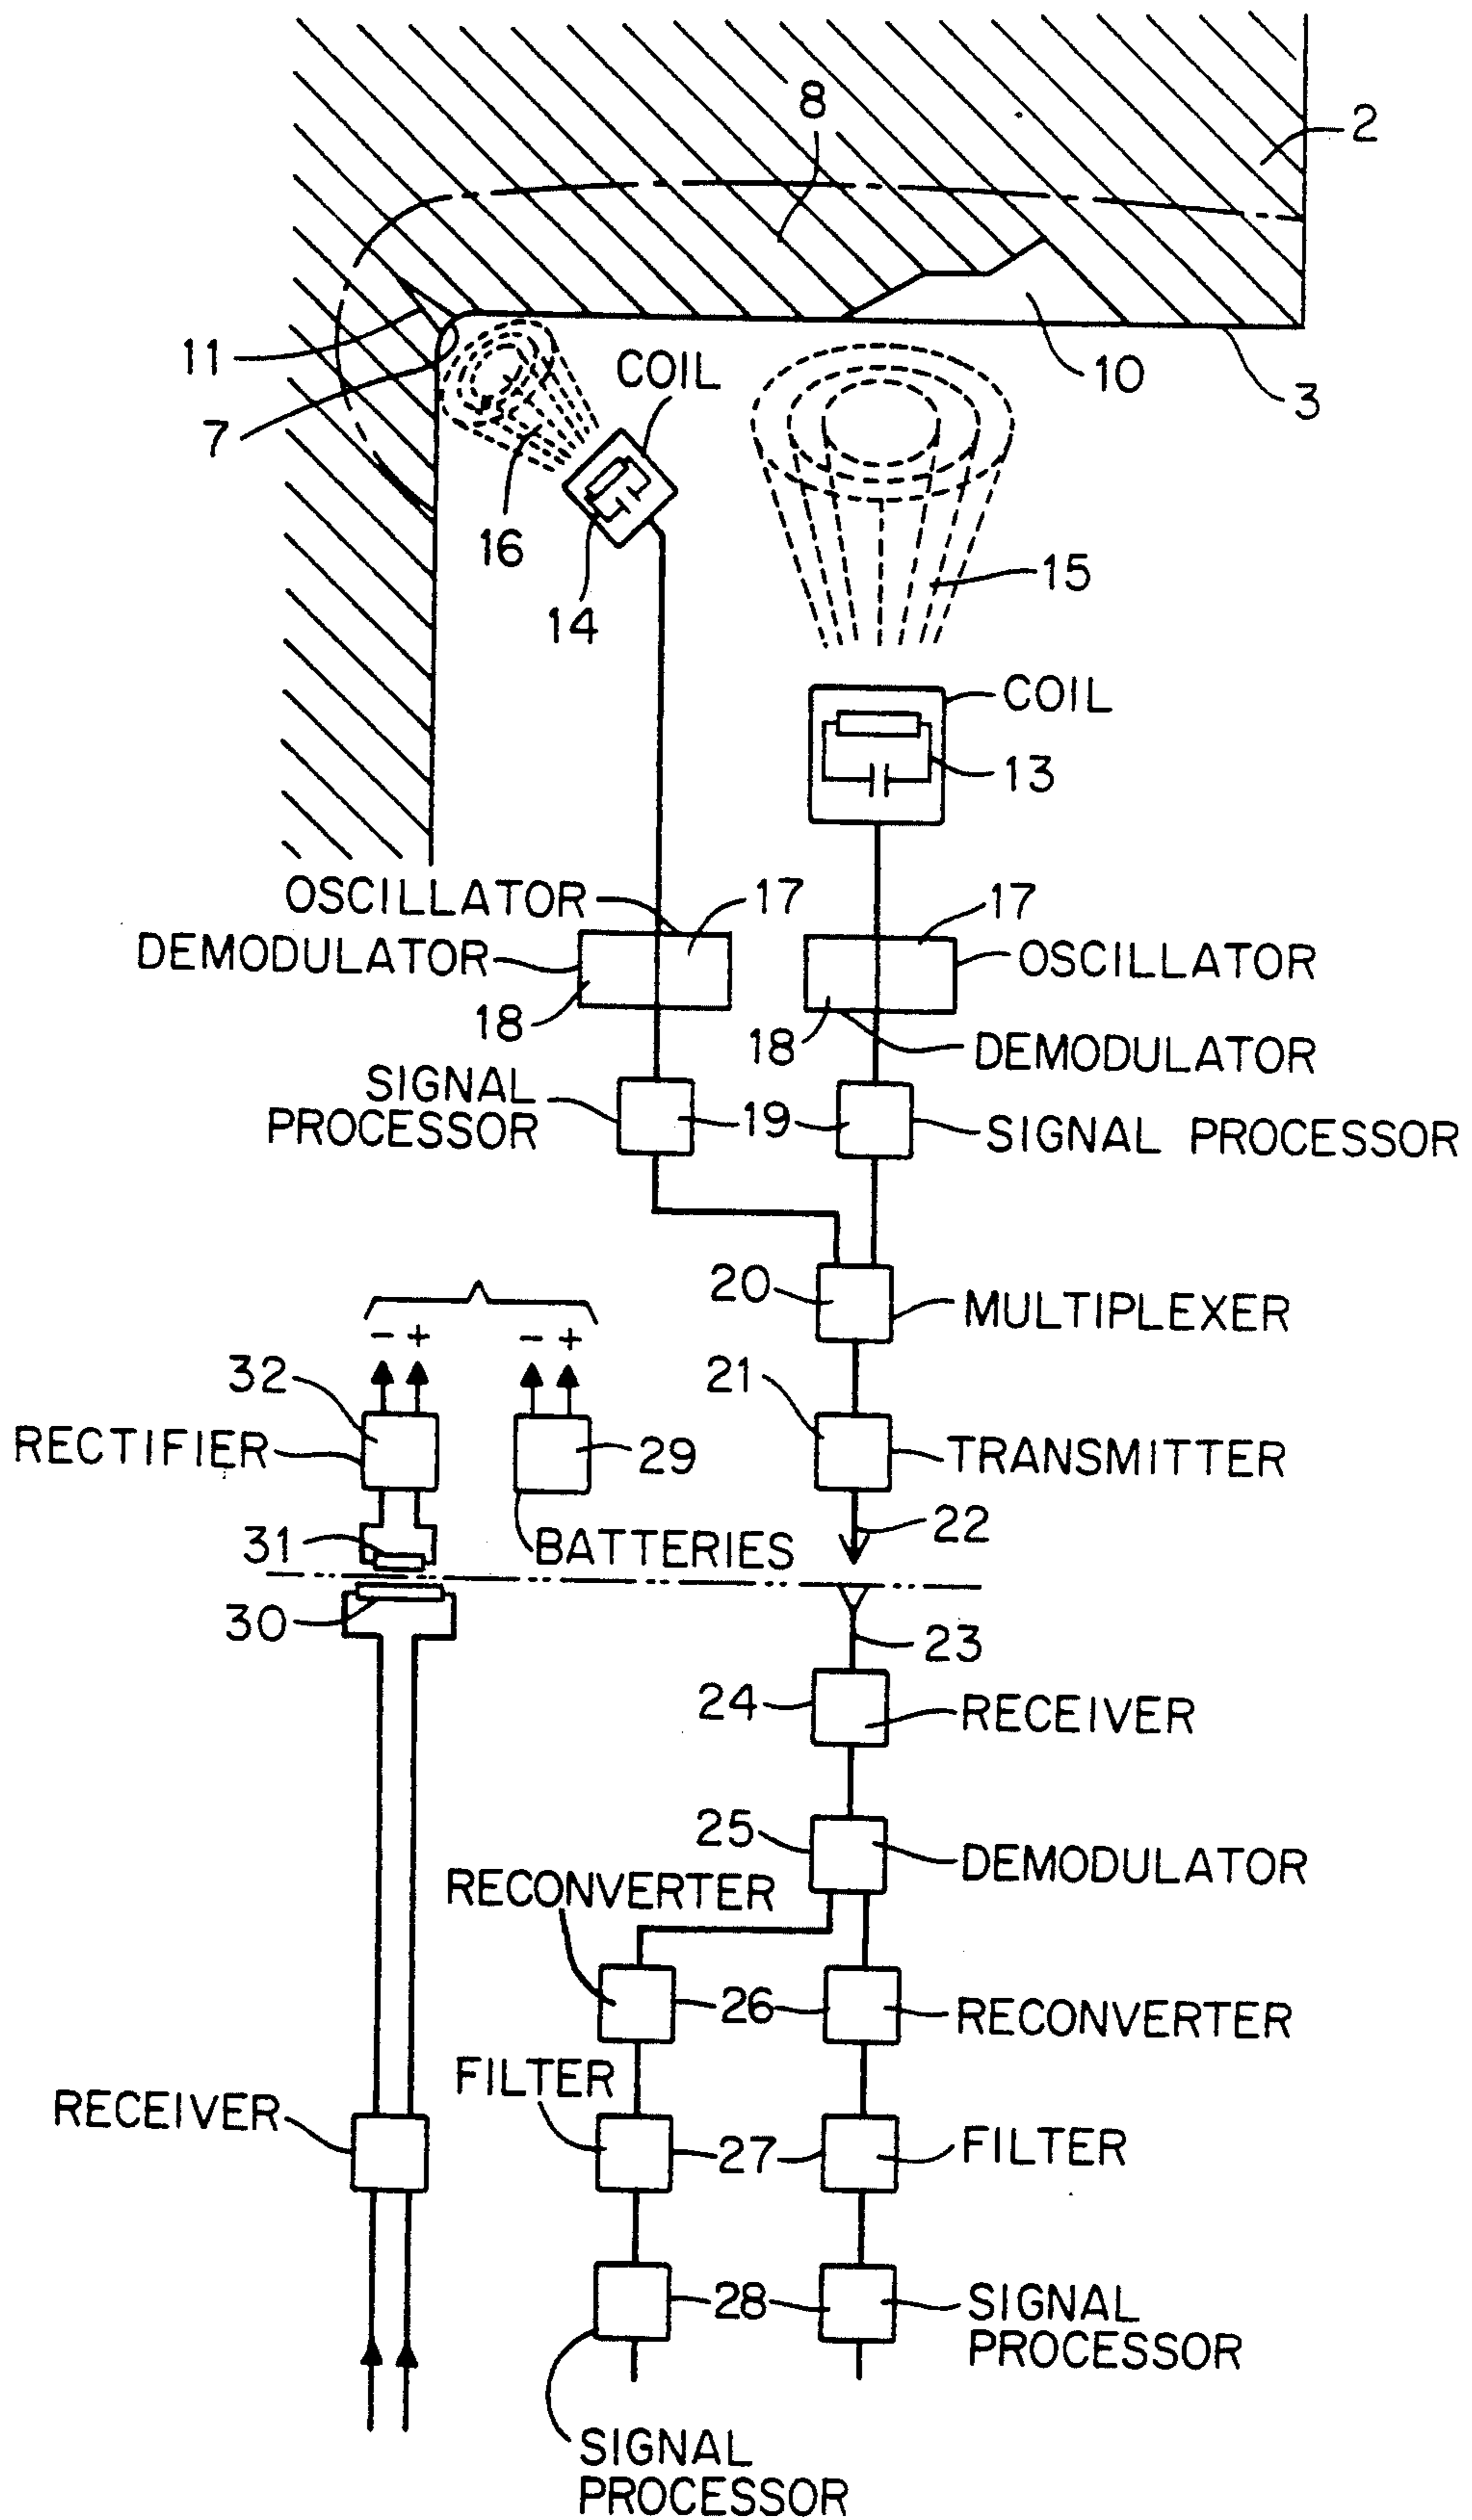 8
2
11
COIL
10
3
7
16
14
15
COIL
13
OSCILLATOR
17
17
DEMODULATOR
OSCILLATOR
18
18
DEMODULATOR
SIGNAL
PROCESSOR
19
SIGNAL PROCESSOR
20
MULTIPLEXER
- +
- +
32
21
RECTIFIER
29
TRANSMITTER
31
BATTERIES
22
30
23
24
RECEIVER
25
DEMODULATOR
RECONVERTER
26
RECONVERTER
FILTER
RECEIVER
27
FILTER
28
SIGNAL
PROCESSOR
SIGNAL
PROCESSOR